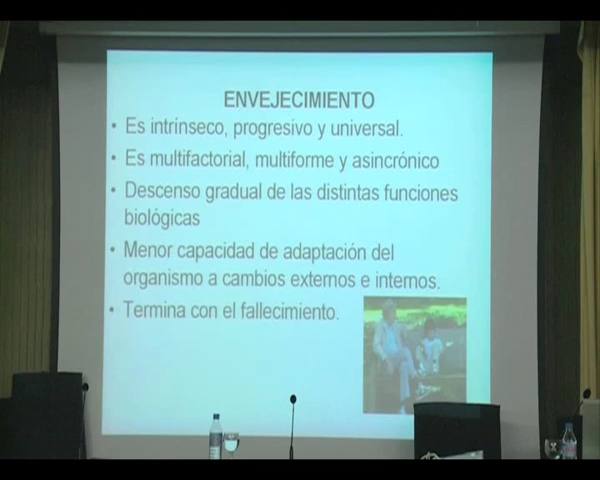 ENVEJECIMIENTO
• Es intrinseco, progresivo y universal.
• Es multifactorial, multiforme y asincrónico
• Descenso gradual de las distintas funciones
biológicas
• Menor capacidad de adaptación del
organismo a cambios externos e internos.
• Termina con el fallecimiento.